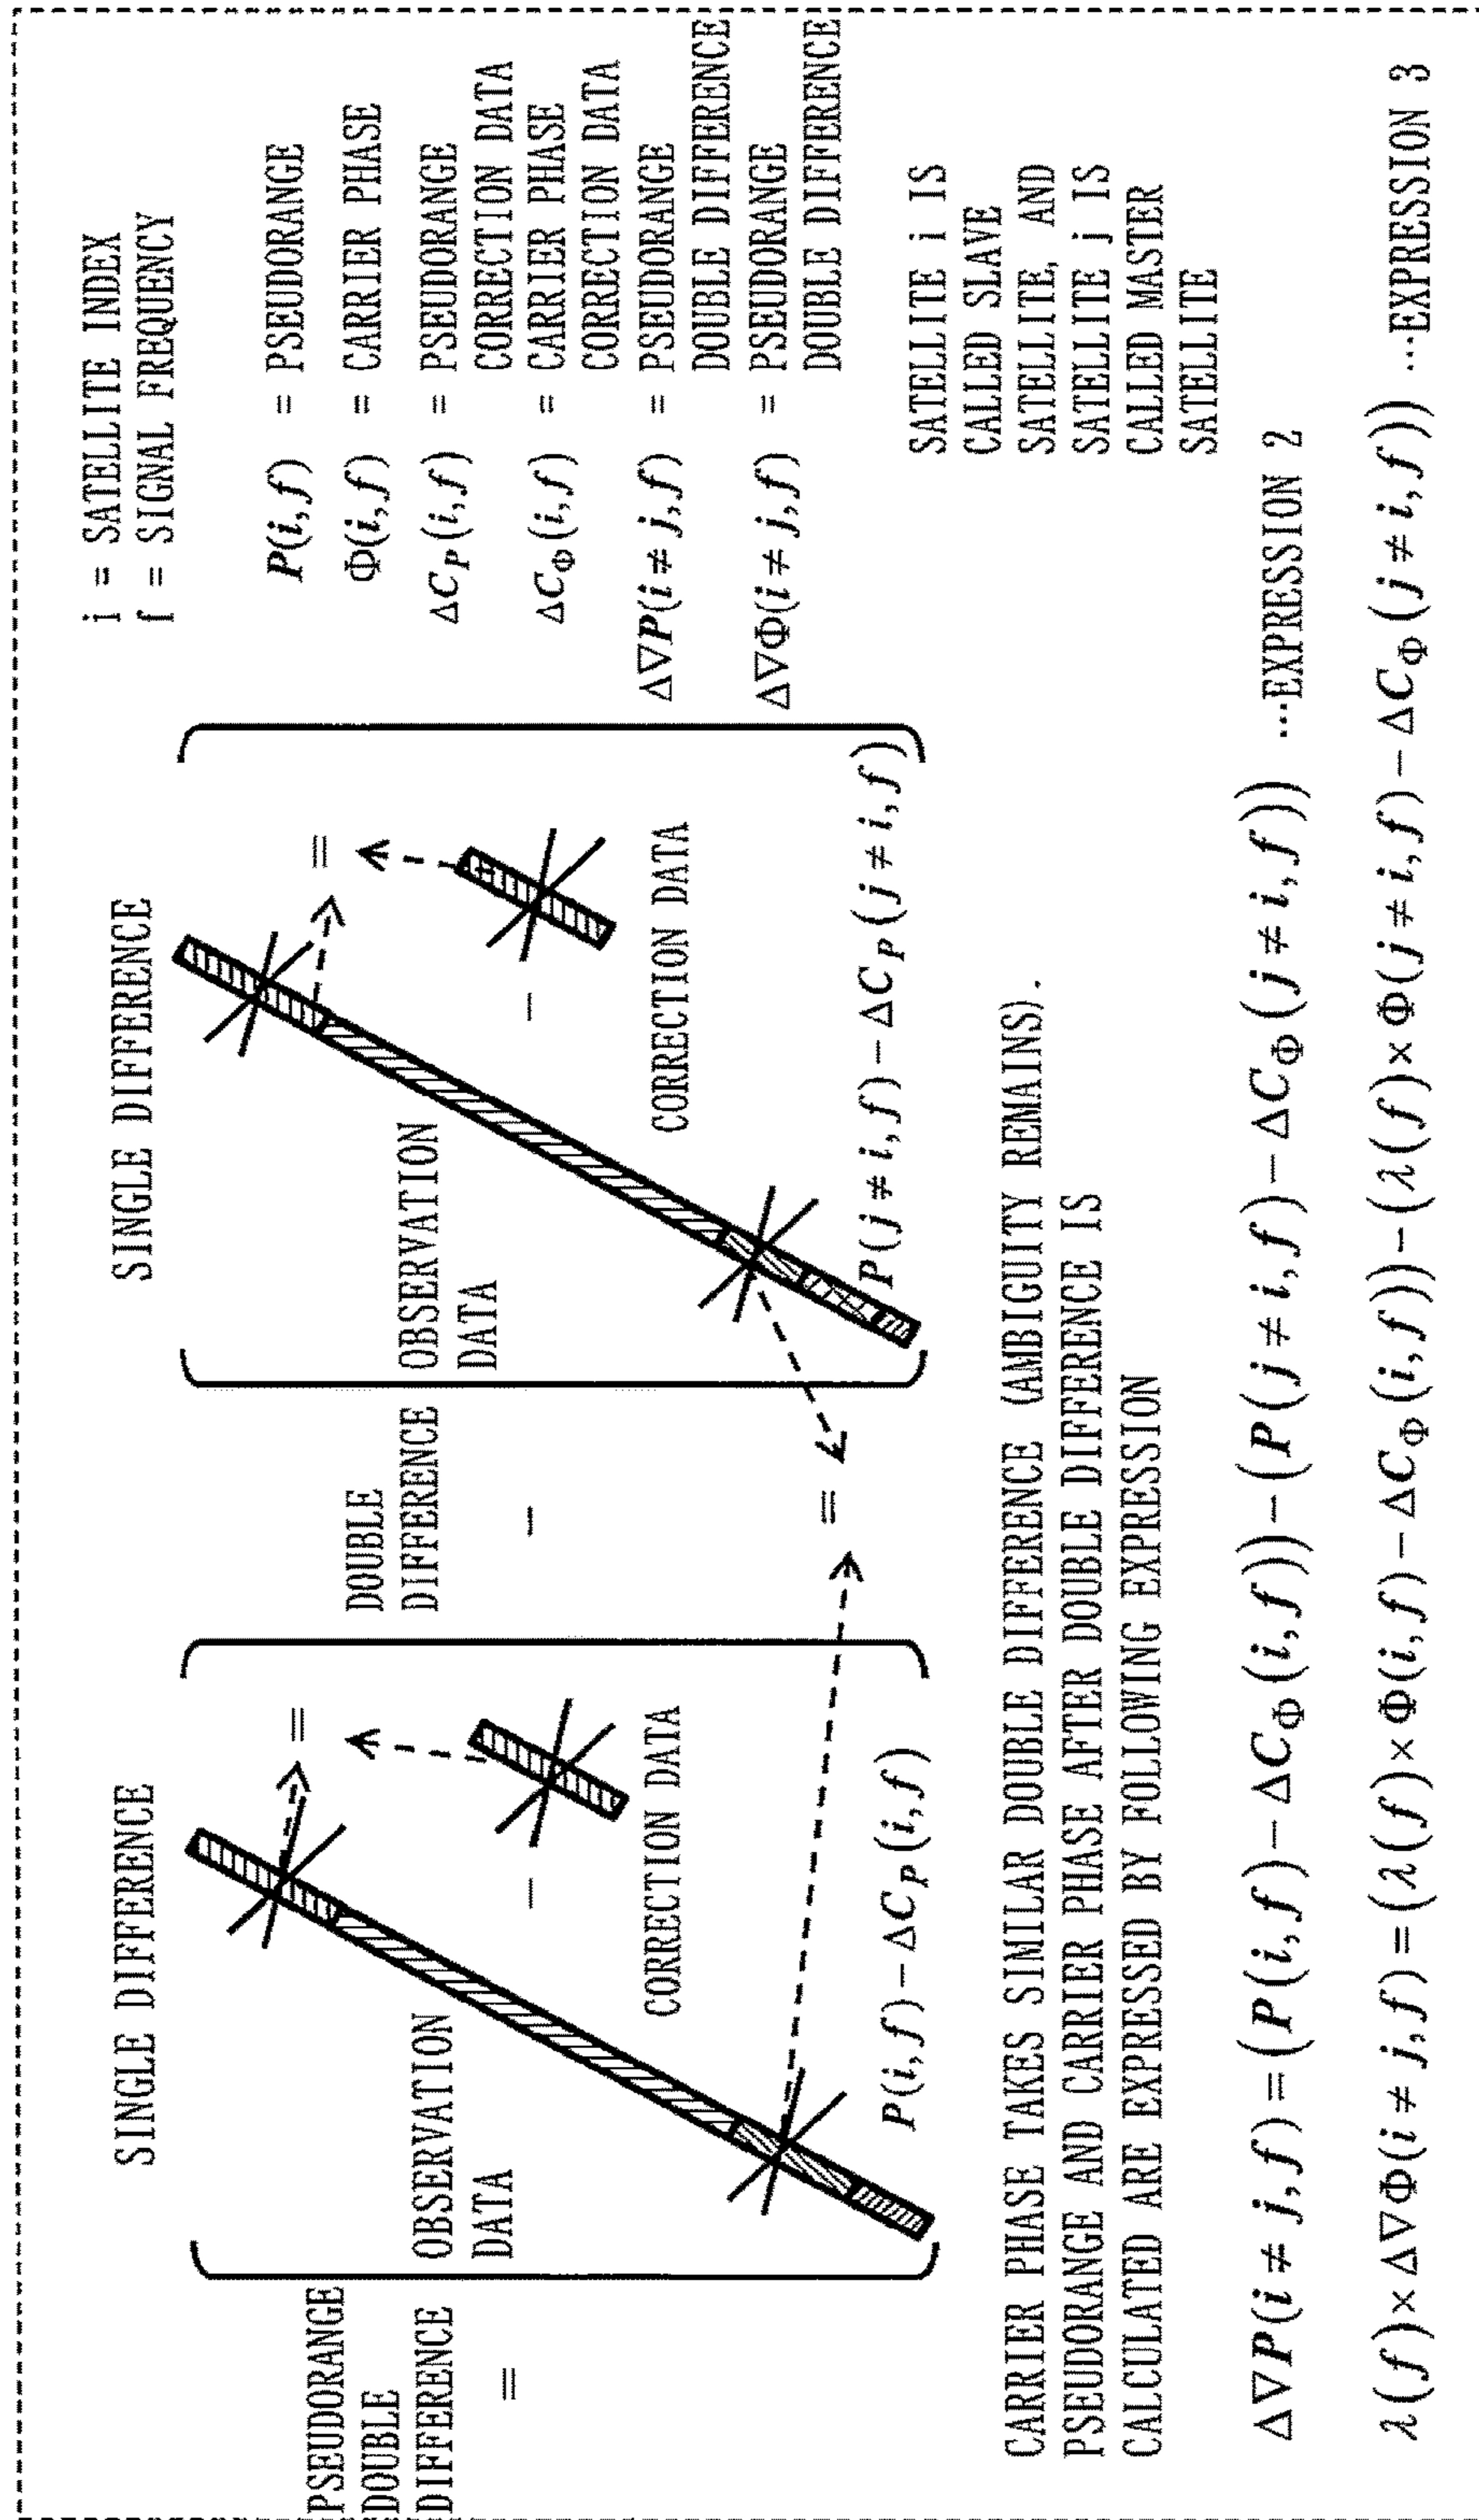 SINGLE DIFFERENCE
SINGLE DIFFERENCE
i = SATELLITE INDEX
f = SIGNAL FREQUENCY
PSEUDORANGE
DOUBLE
DIFFERENCE
=
OBSERVATION
DATA
−
=
CORRECTION DATA
P(i,f)−ΔC_P(i,f)
DOUBLE
DIFFERENCE
−
=
OBSERVATION
DATA
−
=
CORRECTION DATA
P(j≠i,f)−ΔC_P(j≠i,f)
P(i,f) = PSEUDORANGE
Φ(i,f) = CARRIER PHASE
ΔC_P(i,f) = PSEUDORANGE
CORRECTION DATA
ΔC_Φ(i,f) = CARRIER PHASE
CORRECTION DATA
Δ∇P(i≠j,f) = PSEUDORANGE
DOUBLE DIFFERENCE
Δ∇Φ(i≠j,f) = PSEUDORANGE
DOUBLE DIFFERENCE
SATELLITE i IS
CALLED SLAVE
SATELLITE, AND
SATELLITE j IS
CALLED MASTER
SATELLITE
CARRIER PHASE TAKES SIMILAR DOUBLE DIFFERENCE (AMBIGUITY REMAINS).
PSEUDORANGE AND CARRIER PHASE AFTER DOUBLE DIFFERENCE IS
CALCULATED ARE EXPRESSED BY FOLLOWING EXPRESSION
Δ∇P(i≠j,f)=(P(i,f)−ΔC_Φ(i,f))−(P(j≠i,f)−ΔC_Φ(j≠i,f)) …EXPRESSION 2
λ(f)×Δ∇Φ(i≠j,f)=(λ(f)×Φ(i,f)−ΔC_Φ(i,f))−(λ(f)×Φ(j≠i,f)−ΔC_Φ(j≠i,f)) …EXPRESSION 3